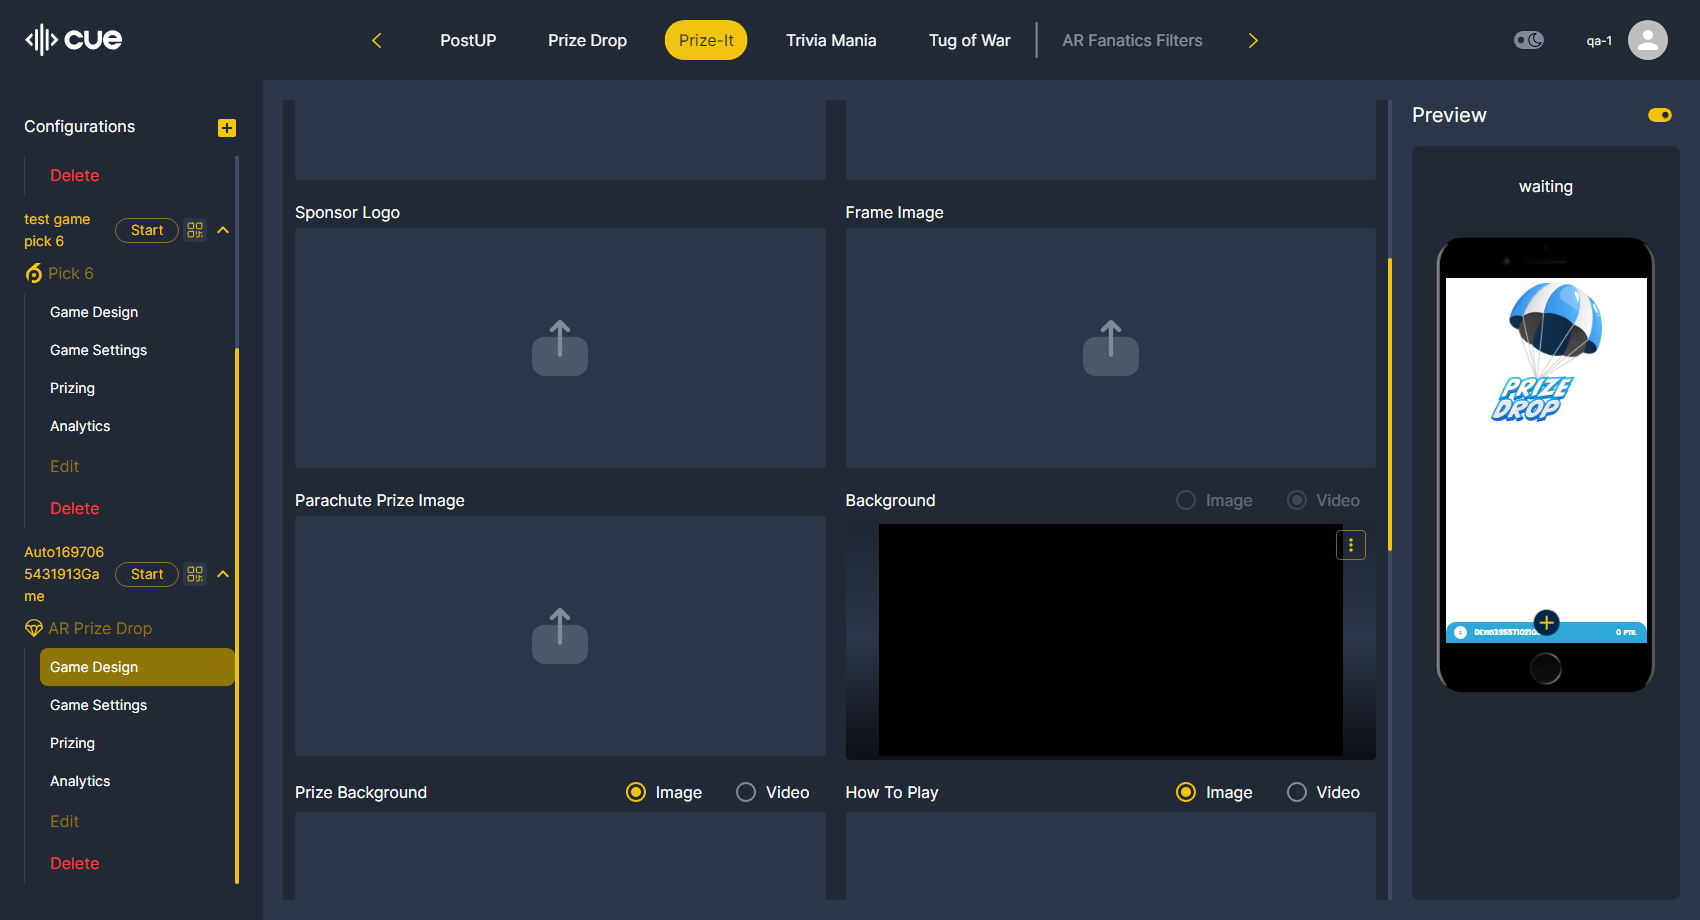 cue
PostUP
Prize Drop
Prize-It
Trivia Mania
Tug of War
AR Fanatics Filters
qa-1
Configurations
Delete
test game
pick 6
Start
Pick 6
Game Design
Game Settings
Prizing
Analytics
Edit
Delete
Auto169706
5431913Ga
me
Start
AR Prize Drop
Game Design
Game Settings
Prizing
Analytics
Edit
Delete
Sponsor Logo
Frame Image
Parachute Prize Image
Background
Image
Video
Prize Background
Image
Video
How To Play
Image
Video
Preview
waiting
PRIZE
DROP
0 PTS.